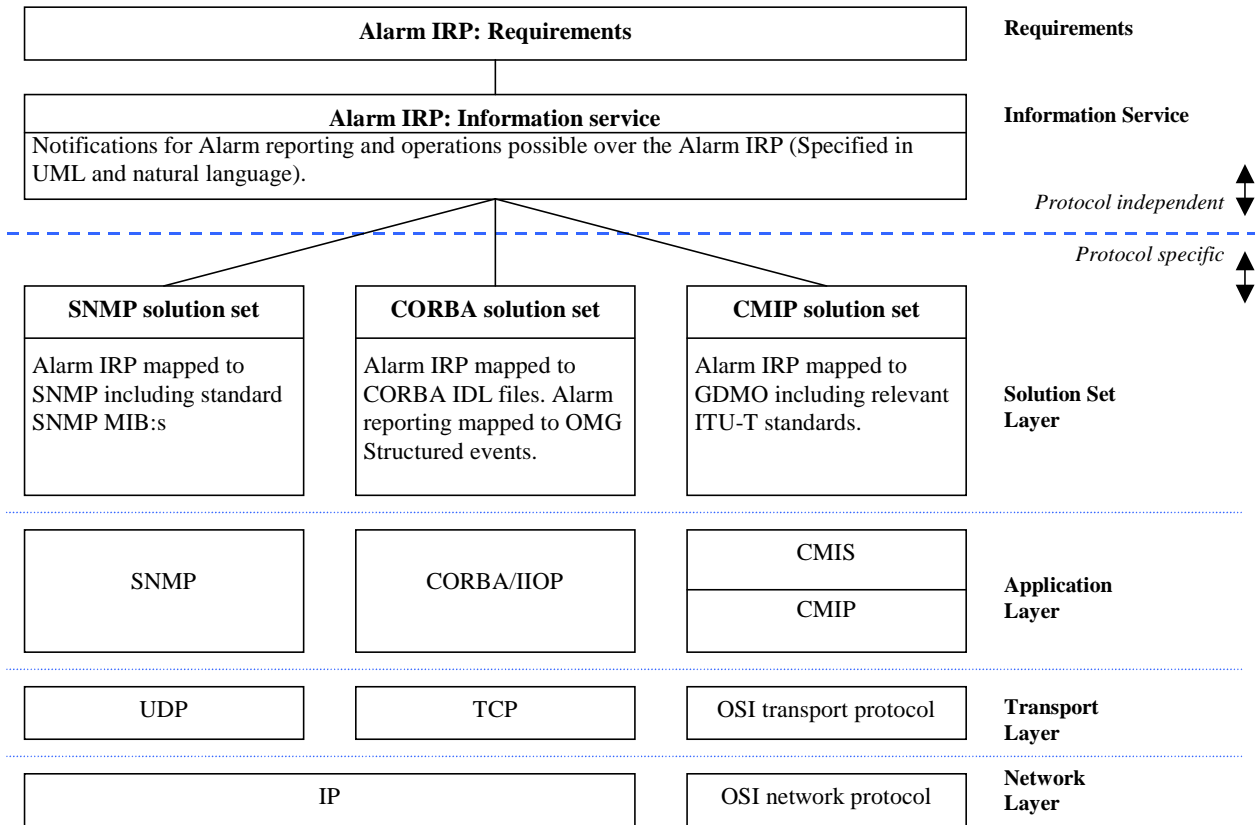 Alarm IRP: Requirements
Requirements
Alarm IRP: Information service
Information Service
Notifications for Alarm reporting and operations possible over the Alarm IRP (Specified in
UML and natural language).
Protocol independent
Protocol specific
SNMP solution set
Alarm IRP mapped to
SNMP including standard
SNMP MIB:s
CORBA solution set
Alarm IRP mapped to
CORBA IDL files. Alarm
reporting mapped to OMG
Structured events.
CMIP solution set
Alarm IRP mapped to
GDMO including relevant
ITU-T standards.
Solution Set
Layer
SNMP
CORBA/IIOP
CMIS
CMIP
Application
Layer
UDP
TCP
OSI transport protocol
Transport
Layer
IP
OSI network protocol
Network
Layer